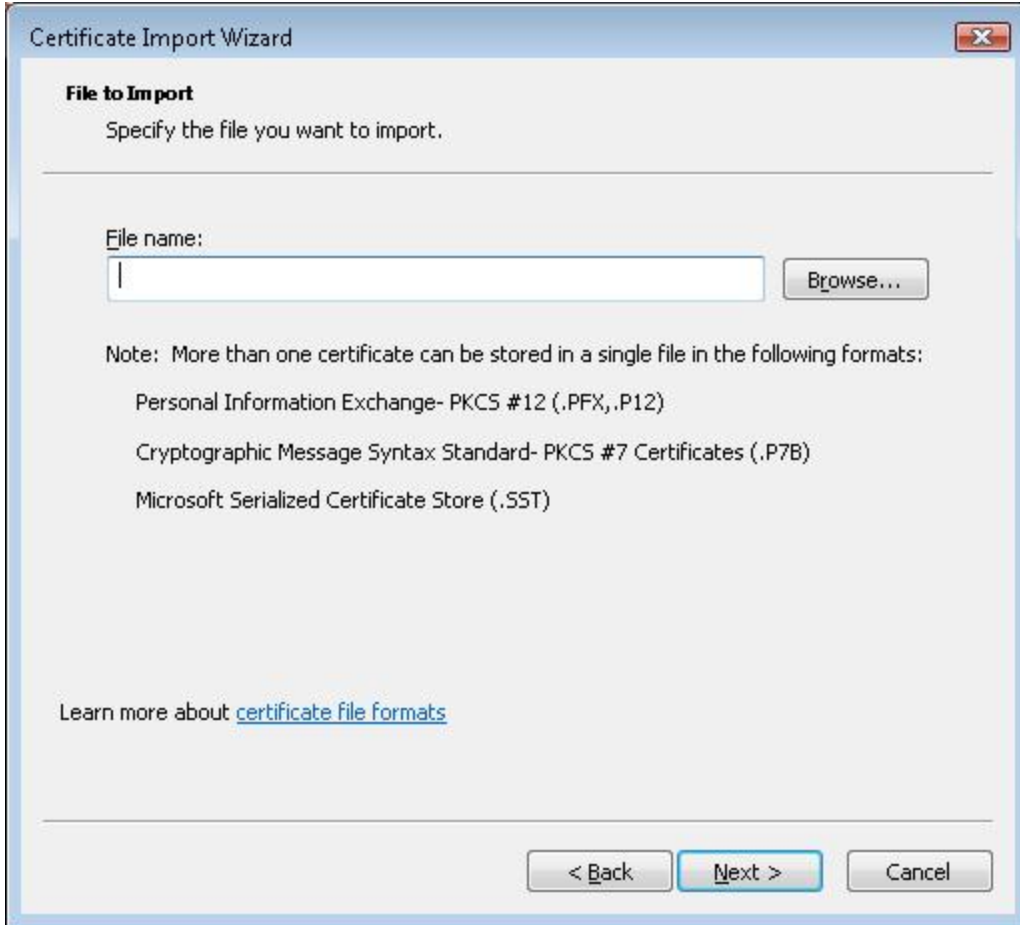 Certificate Import Wizard
File to Import
Specify the file you want to import.
File name:
Browse...
Note:  More than one certificate can be stored in a single file in the following formats:
Personal Information Exchange- PKCS #12 (.PFX,.P12)
Cryptographic Message Syntax Standard- PKCS #7 Certificates (.P7B)
Microsoft Serialized Certificate Store (.SST)
Learn more about certificate file formats
< Back
Next >
Cancel